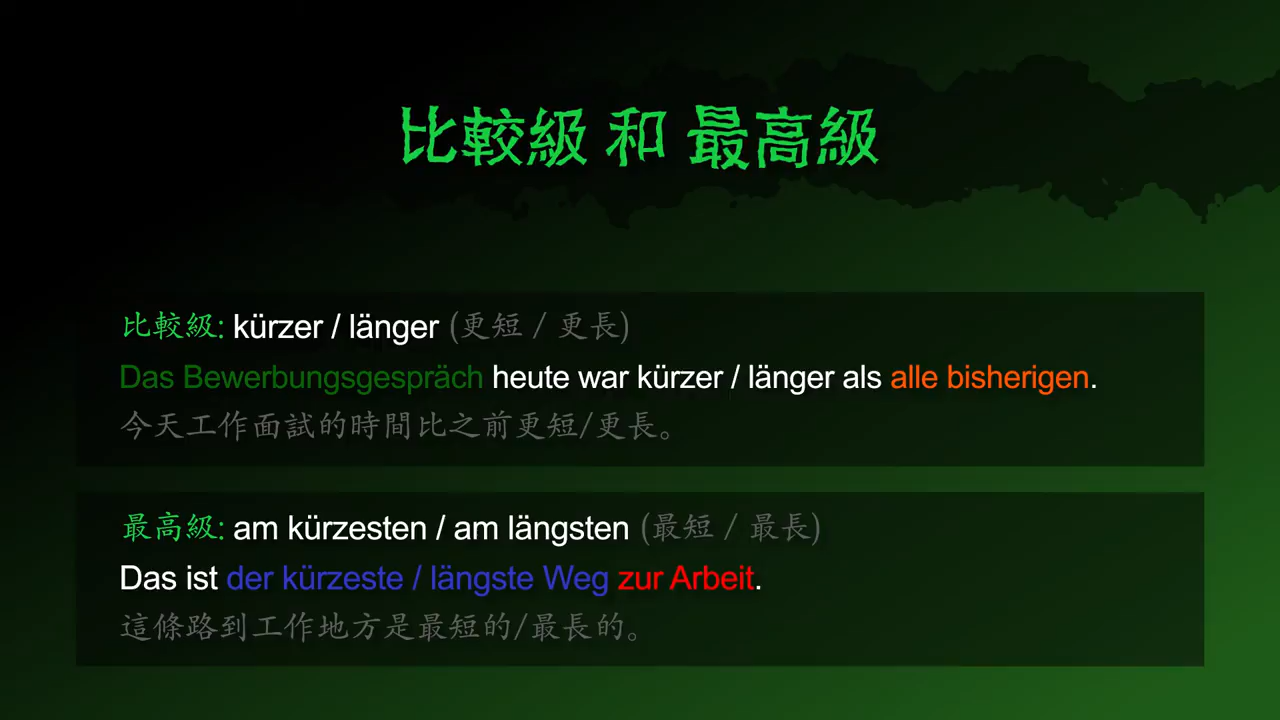 比較級 和 最高級
比較級: kürzer / länger (更短 / 更長)
Das Bewerbungsgespräch heute war kürzer / länger als alle bisherigen.
今天工作面試的時間比之前更短/更長。
最高級: am kürzesten / am längsten (最短 / 最長)
Das ist der kürzeste / längste Weg zur Arbeit.
這條路到工作地方是最短的/最長的。